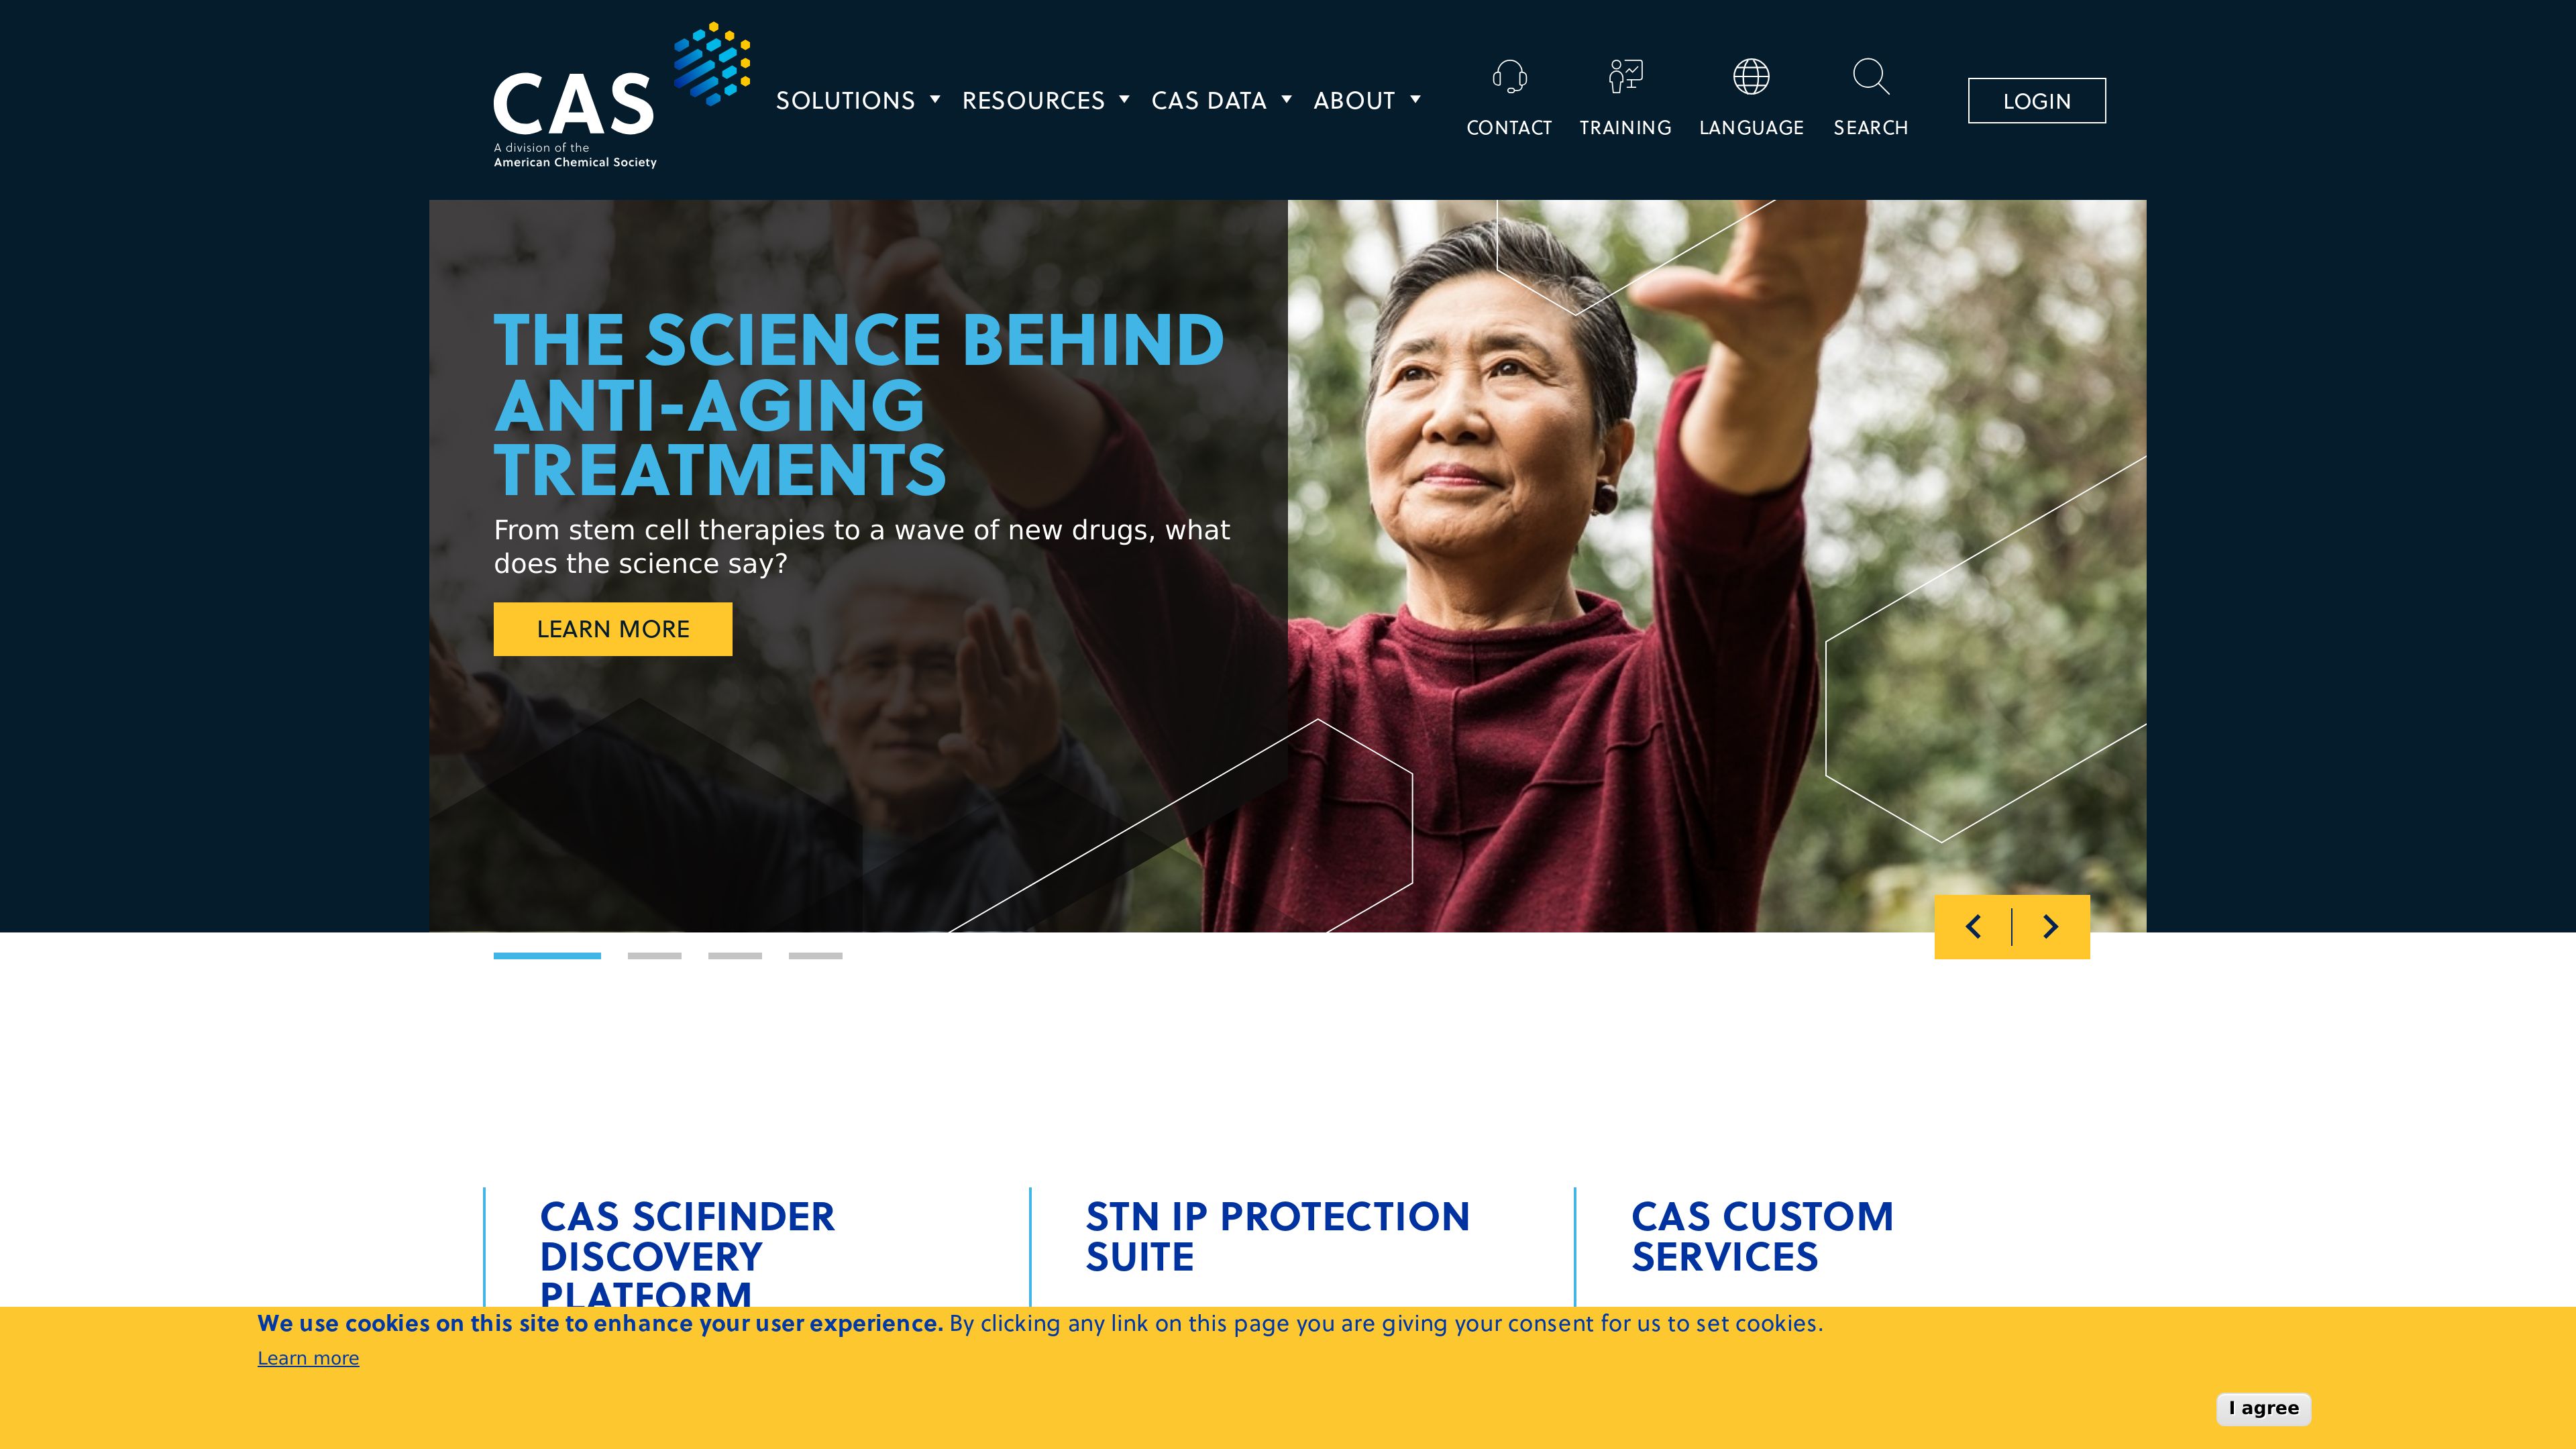 CAS
A division of the
American Chemical Society
SOLUTIONS
RESOURCES
CAS DATA
ABOUT
CONTACT
TRAINING
LANGUAGE
SEARCH
LOGIN
THE SCIENCE BEHIND
ANTI-AGING
TREATMENTS
From stem cell therapies to a wave of new drugs, what
does the science say?
LEARN MORE
CAS SCIFINDER
DISCOVERY
PLATFORM
STN IP PROTECTION
SUITE
CAS CUSTOM
SERVICES
We use cookies on this site to enhance your user experience. By clicking any link on this page you are giving your consent for us to set cookies.
Learn more
I agree